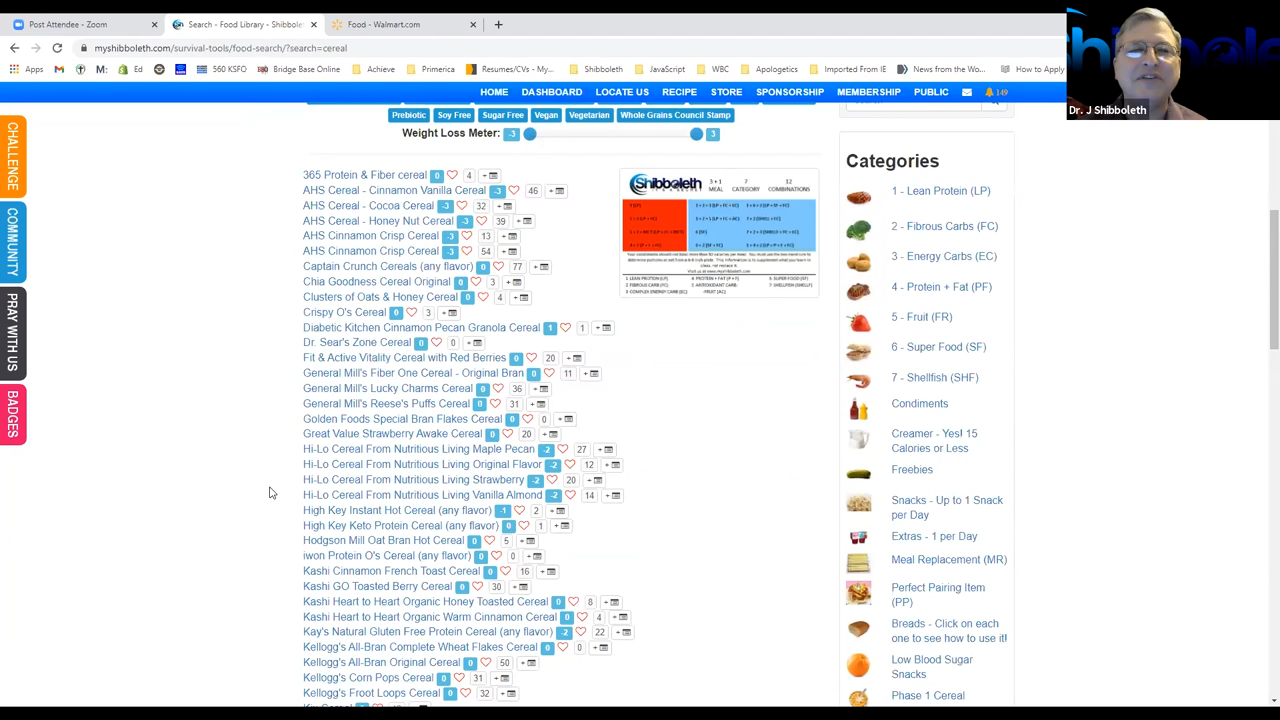 Post Attendee - Zoom
Search - Food Library - Shibbole
Food - Walmart.com
myshibboleth.com/survival-tools/food-search/?search=cereal
Apps M: Ed 560 KSFO Bridge Base Online Achieve Primerica Resumes/CVs - My... Shibboleth JavaScript WBC Apologetics Imported From IE News from the Won... How to Apply
Dr. J Shibboleth
HOME DASHBOARD LOCATE US RECIPE STORE SPONSORSHIP MEMBERSHIP PUBLIC 149
CHALLENGE
COMMUNITY
PRAY WITH US
BADGES
Prebiotic Soy Free Sugar Free Vegan Vegetarian Whole Grains Council Stamp
Weight Loss Meter: -3 3
365 Protein & Fiber cereal 0 4
AHS Cereal - Cinnamon Vanilla Cereal -3 46
AHS Cereal - Cocoa Cereal -3 32
AHS Cereal - Honey Nut Cereal -3 39
AHS Cinnamon Crisp Cereal -3 13
AHS Cinnamon Crisp Cereal -3 54
Captain Crunch Cereals (any flavor) 0 77
Chia Goodness Cereal Original 0 3
Clusters of Oats & Honey Cereal 0 4
Crispy O's Cereal 0 3
Diabetic Kitchen Cinnamon Pecan Granola Cereal 1 1
Dr. Sear's Zone Cereal 0 0
Fit & Active Vitality Cereal with Red Berries 0 20
General Mill's Fiber One Cereal - Original Bran 0 11
General Mill's Lucky Charms Cereal 0 36
General Mill's Reese's Puffs Cereal 0 31
Golden Foods Special Bran Flakes Cereal 0 0
Great Value Strawberry Awake Cereal 0 20
Hi-Lo Cereal From Nutritious Living Maple Pecan -2 27
Hi-Lo Cereal From Nutritious Living Original Flavor -2 12
Hi-Lo Cereal From Nutritious Living Strawberry -2 20
Hi-Lo Cereal From Nutritious Living Vanilla Almond -2 14
High Key Instant Hot Cereal (any flavor) -1 2
High Key Keto Protein Cereal (any flavor) 0 1
Hodgson Mill Oat Bran Hot Cereal 0 5
iwon Protein O's Cereal (any flavor) 0 0
Kashi Cinnamon French Toast Cereal 0 16
Kashi GO Toasted Berry Cereal 0 30
Kashi Heart to Heart Organic Honey Toasted Cereal 0 8
Kashi Heart to Heart Organic Warm Cinnamon Cereal 0 4
Kay's Natural Gluten Free Protein Cereal (any flavor) -2 22
Kellogg's All-Bran Complete Wheat Flakes Cereal 0 0
Kellogg's All-Bran Original Cereal 0 50
Kellogg's Corn Pops Cereal 0 31
Kellogg's Froot Loops Cereal 0 32
Shibboleth
3 + 1 MEAL
7 CATEGORY
12 COMBINATIONS
Categories
1 - Lean Protein (LP)
2 - Fibrous Carbs (FC)
3 - Energy Carbs (EC)
4 - Protein + Fat (PF)
5 - Fruit (FR)
6 - Super Food (SF)
7 - Shellfish (SHF)
Condiments
Creamer - Yes! 15
Calories or Less
Freebies
Snacks - Up to 1 Snack
per Day
Extras - 1 per Day
Meal Replacement (MR)
Perfect Pairing Item
(PP)
Breads - Click on each
one to see how to use it!
Low Blood Sugar
Snacks
Phase 1 Cereal